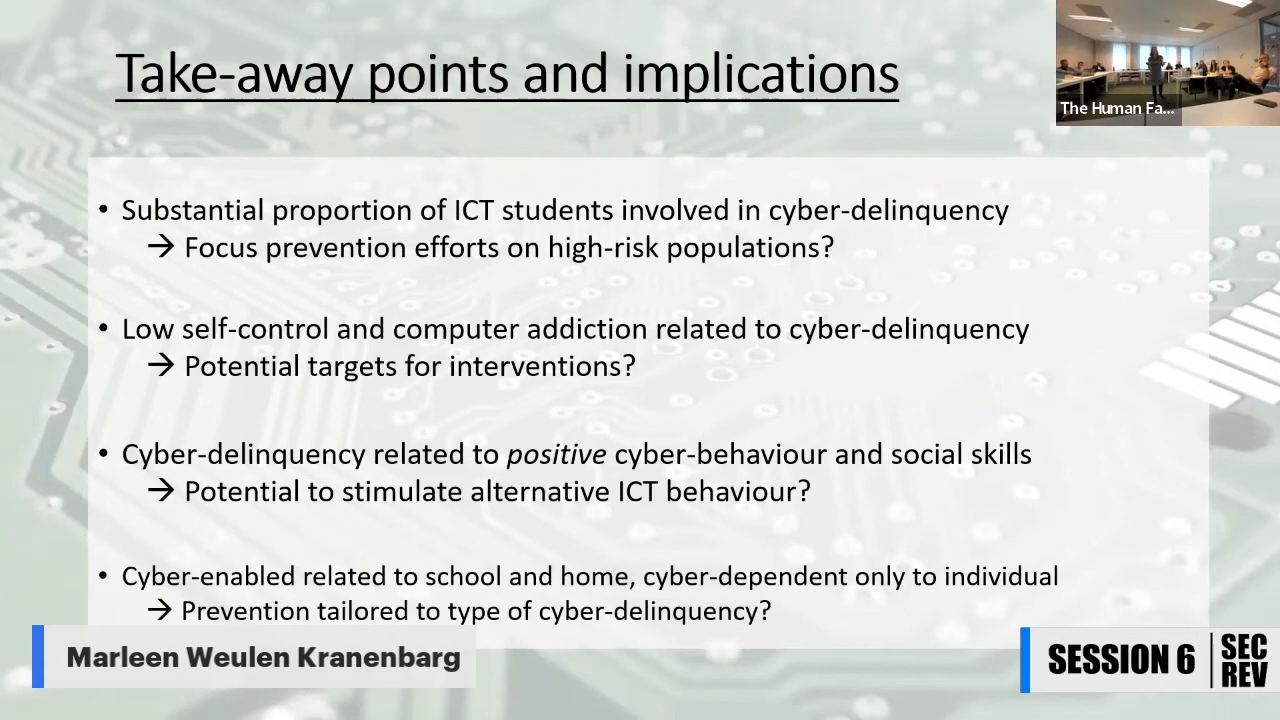 Take-away points and implications
The Human Fa...
• Substantial proportion of ICT students involved in cyber-delinquency
→ Focus prevention efforts on high-risk populations?
• Low self-control and computer addiction related to cyber-delinquency
→ Potential targets for interventions?
• Cyber-delinquency related to positive cyber-behaviour and social skills
→ Potential to stimulate alternative ICT behaviour?
• Cyber-enabled related to school and home, cyber-dependent only to individual
→ Prevention tailored to type of cyber-delinquency?
Marleen Weulen Kranenbarg
SESSION 6
SEC
REV